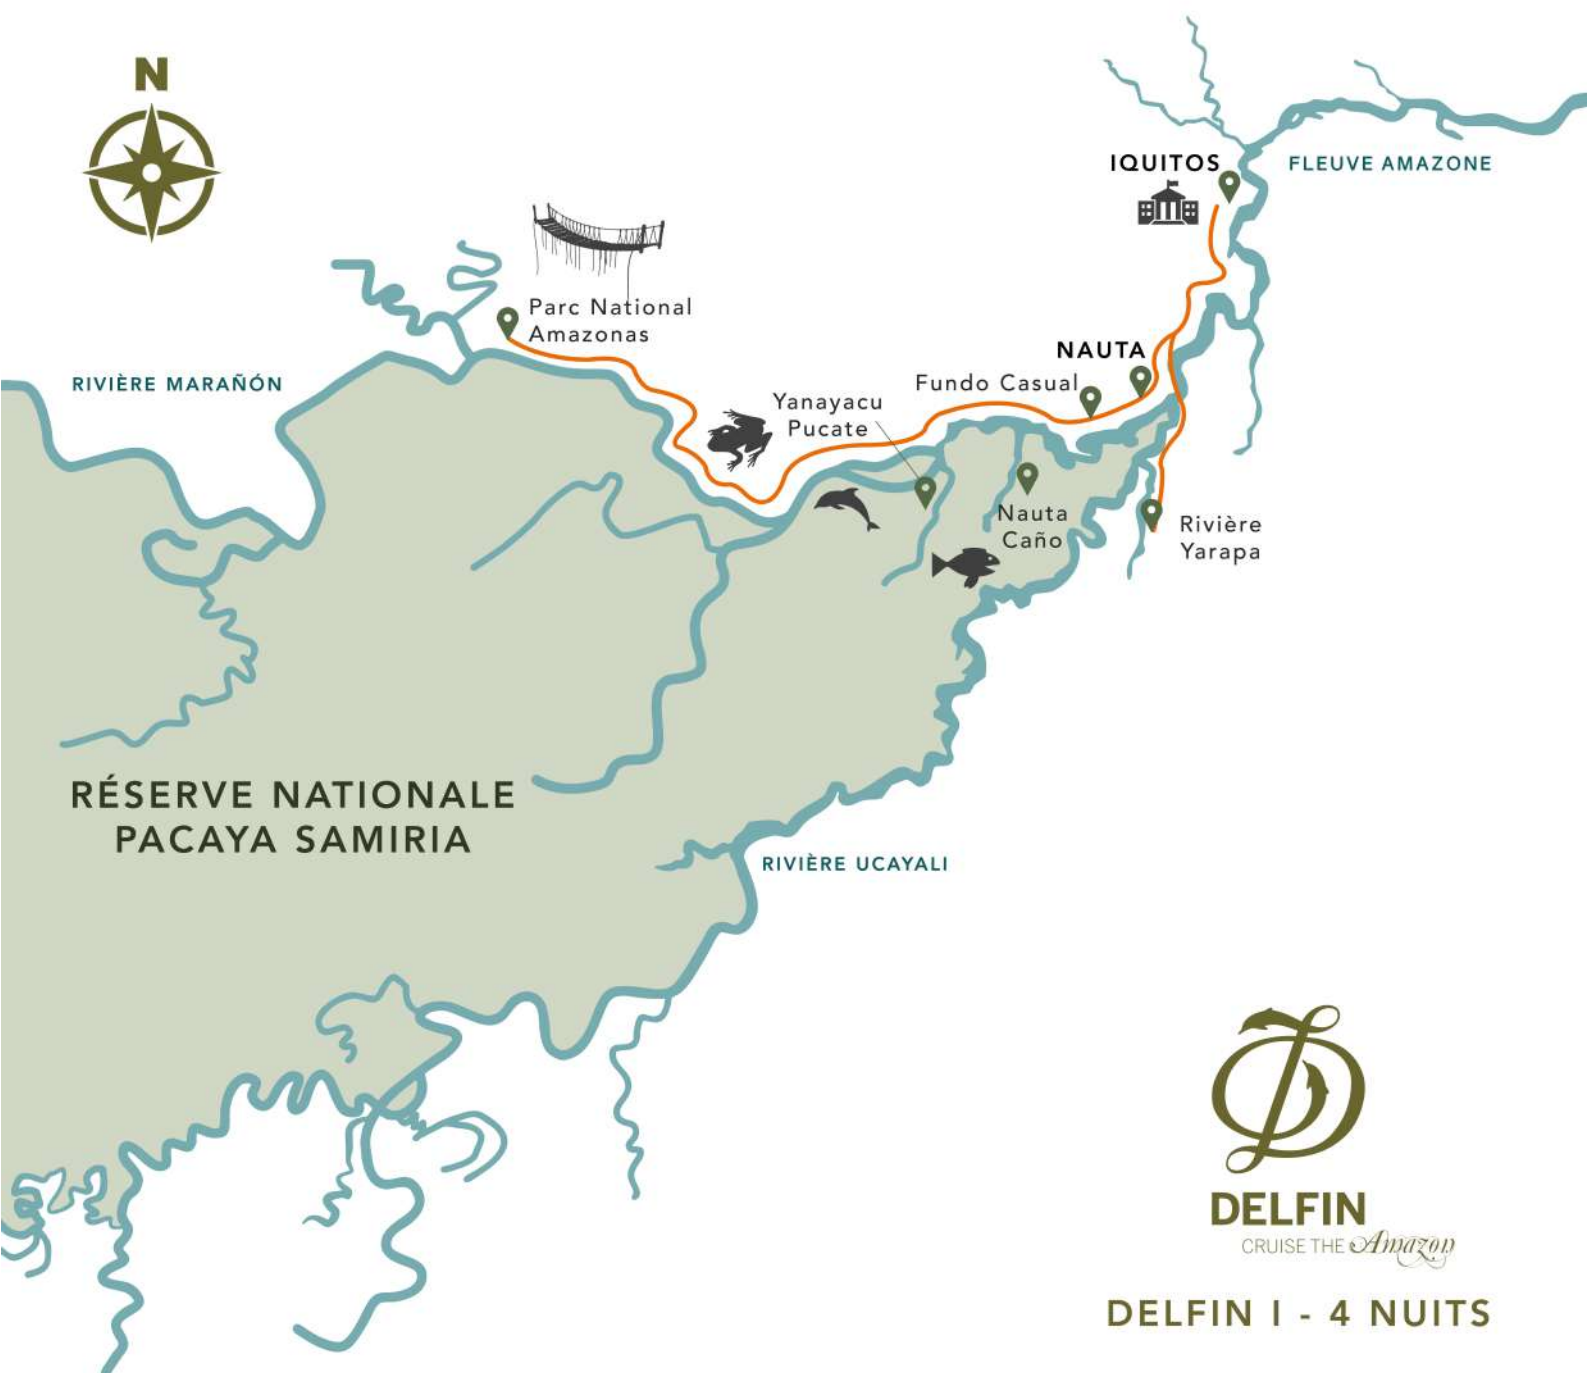 N
IQUITOS
FLEUVE AMAZONE
Parc National
Amazonas
NAUTA
RIVIÈRE MARAÑÓN
Fundo Casual
Yanayacu
Pucate
Nauta
Caño
Rivière
Yarapa
RÉSERVE NATIONALE
PACAYA SAMIRIA
RIVIÈRE UCAYALI
DELFIN
CRUISE THE Amazon
DELFIN I - 4 NUITS